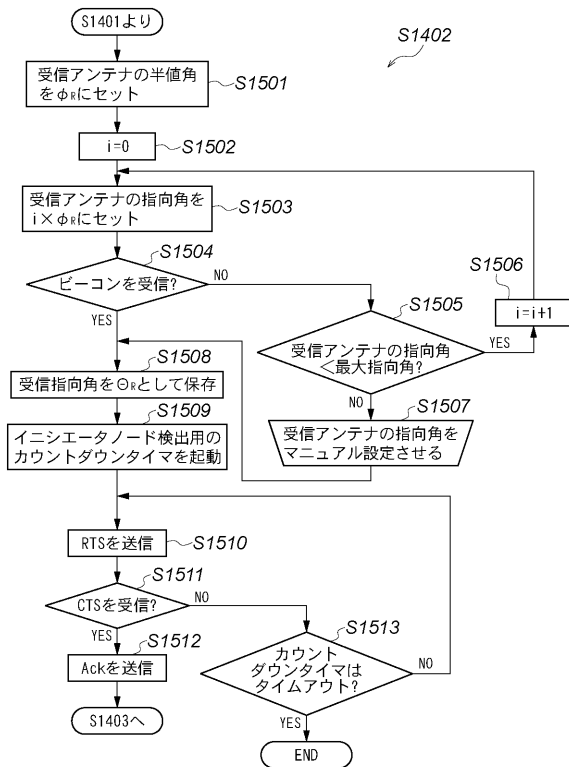 S1401より
S1402
受信アンテナの半値角
をφRにセット
S1501
i=0
S1502
受信アンテナの指向角を
i×φRにセット
S1503
S1504
ビーコンを受信?
NO
YES
S1505
受信アンテナの指向角
<最大指向角?
YES
NO
S1506
i=i+1
S1507
受信アンテナの指向角を
マニュアル設定させる
S1508
受信指向角をΘRとして保存
S1509
イニシエータノード検出用の
カウントダウンタイマを起動
RTSを送信
S1510
S1511
CTSを受信?
NO
YES
S1512
Ackを送信
S1403へ
S1513
カウント
ダウンタイマは
タイムアウト?
NO
YES
END